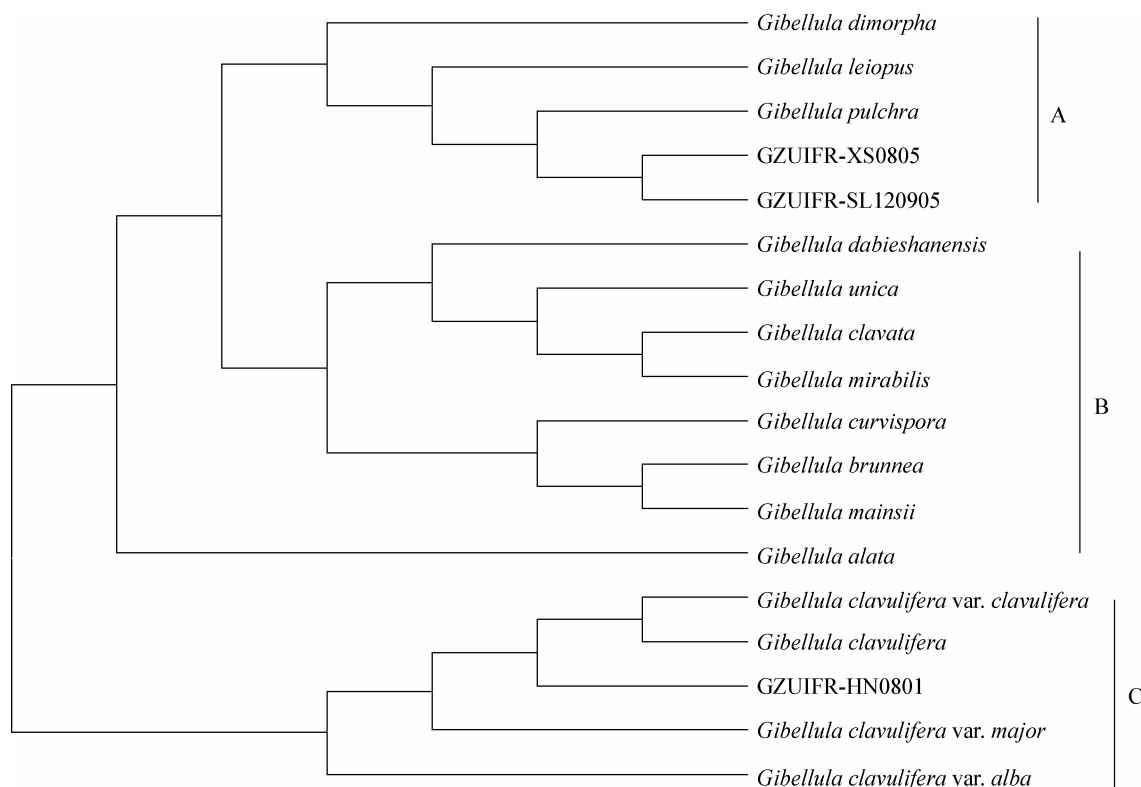 Gibellula dimorpha
Gibellula leiopus
Gibellula pulchra
A
GZUIFR-XS0805
GZUIFR-SL120905
Gibellula dabieshanensis
Gibellula unica
Gibellula clavata
Gibellula mirabilis
B
Gibellula curvispora
Gibellula brunnea
Gibellula mainsii
Gibellula alata
Gibellula clavulifera var. clavulifera
Gibellula clavulifera
GZUIFR-HN0801
C
Gibellula clavulifera var. major
Gibellula clavulifera var. alba